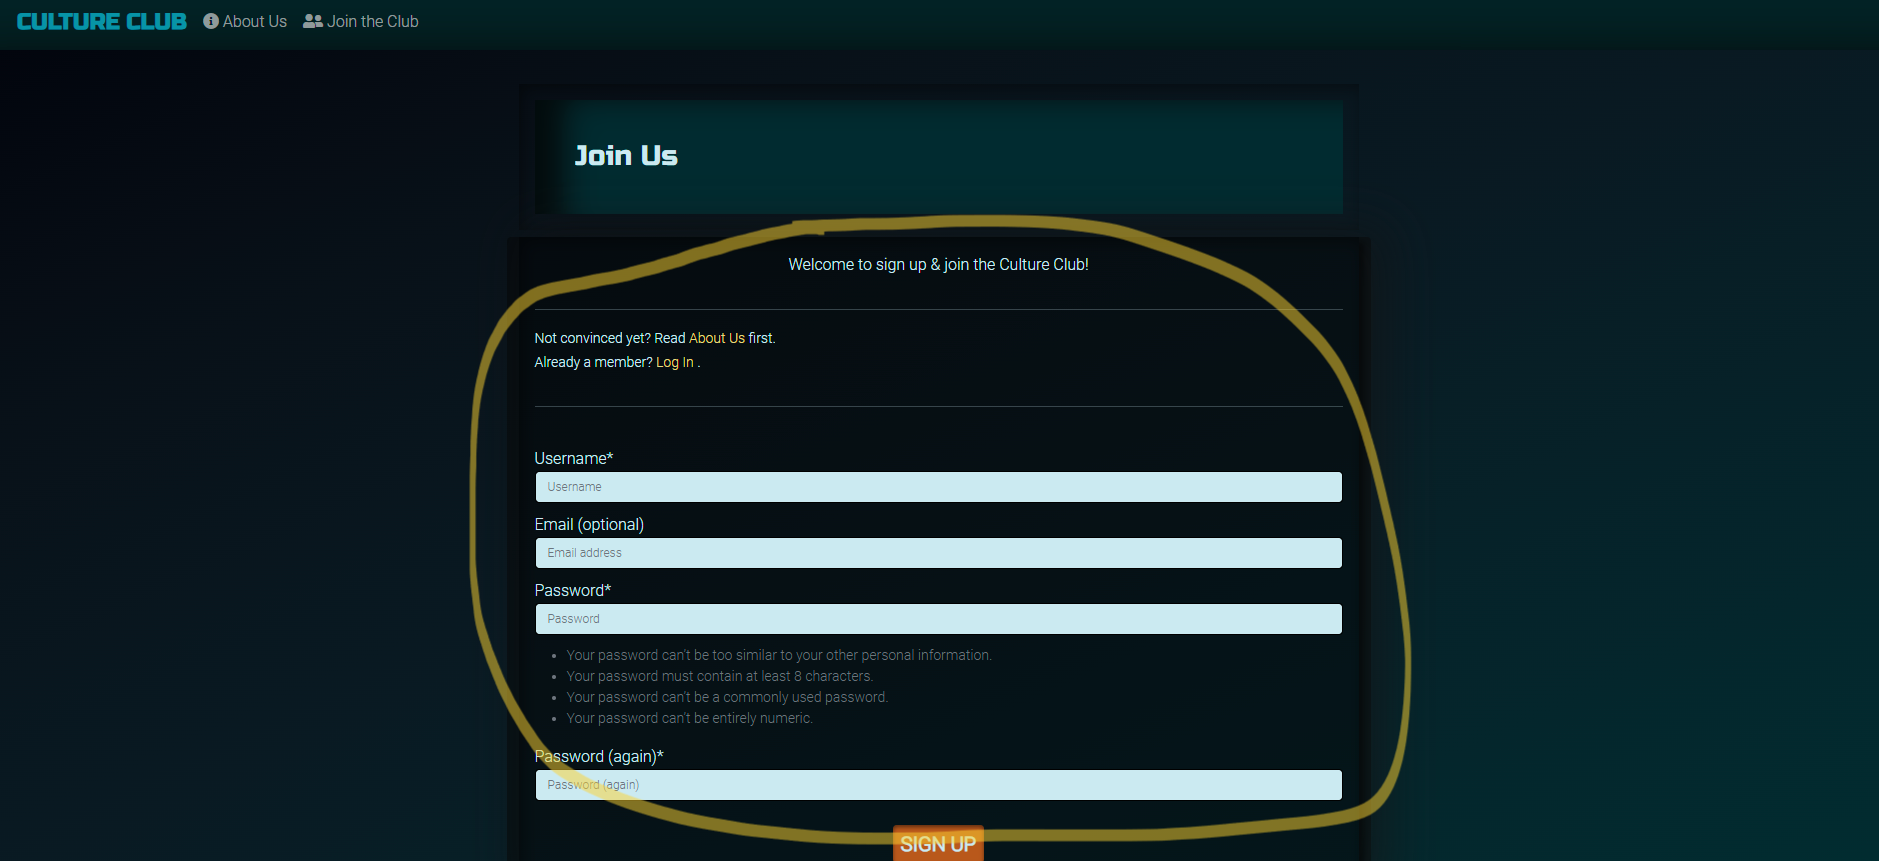 CULTURE CLUB About Us Join the Club
Join Us
Welcome to sign up & join the Culture Club!
Not convinced yet? Read About Us first.
Already a member? Log In .
Username*
Username
Email (optional)
Email address
Password*
Password
Your password can't be too similar to your other personal information.
Your password must contain at least 8 characters.
Your password can't be a commonly used password.
Your password can't be entirely numeric.
Password (again)*
Password (again)
SIGN UP